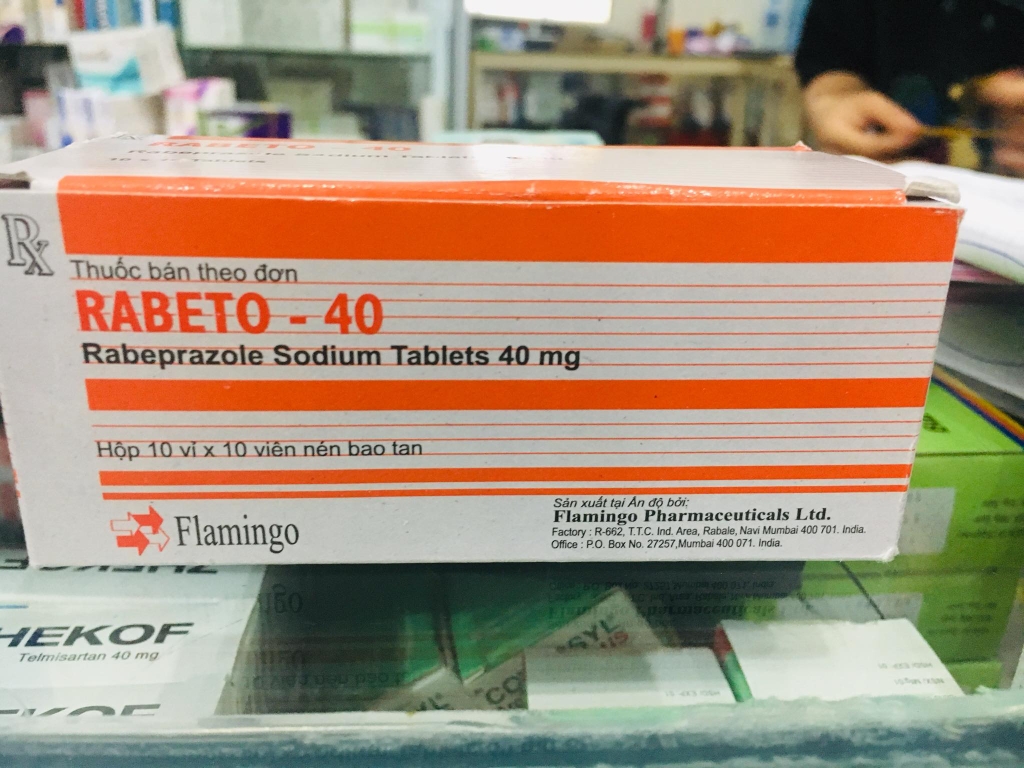 RABETO - 40
Rx
Thuốc bán theo đơn
RABETO - 40
Rabeprazole Sodium Tablets 40 mg
Hộp 10 vỉ x 10 viên nén bao tan
Flamingo
Sản xuất tại Ấn độ bởi:
Flamingo Pharmaceuticals Ltd.
Factory : R-662, T.T.C. Ind. Area, Rabale, Navi Mumbai 400 701. India.
Office : P.O. Box No. 27257,Mumbai 400 071. India.
HEKOF
Telmisartan 40 mg